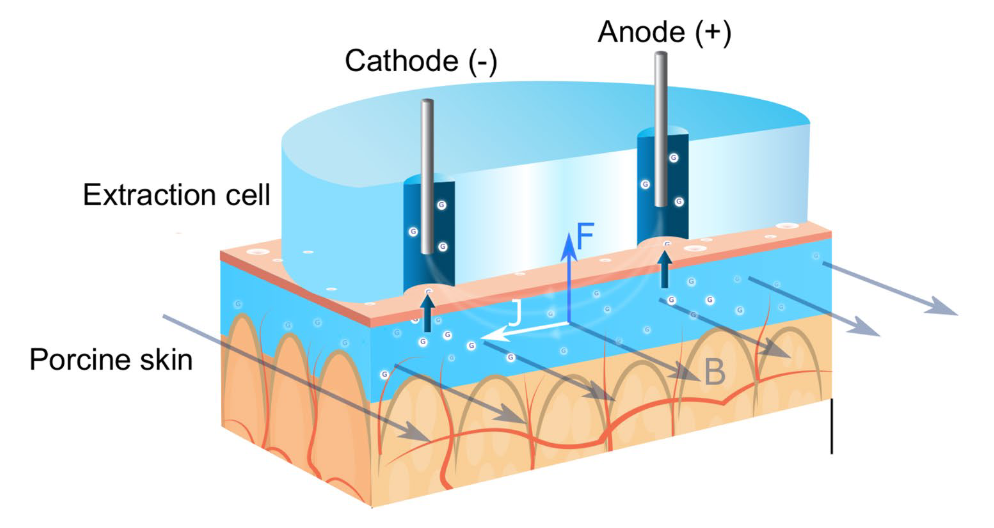 Anode (+)
Cathode (-)
Extraction cell
F
J
Porcine skin
B
G
G
G
G
G
G